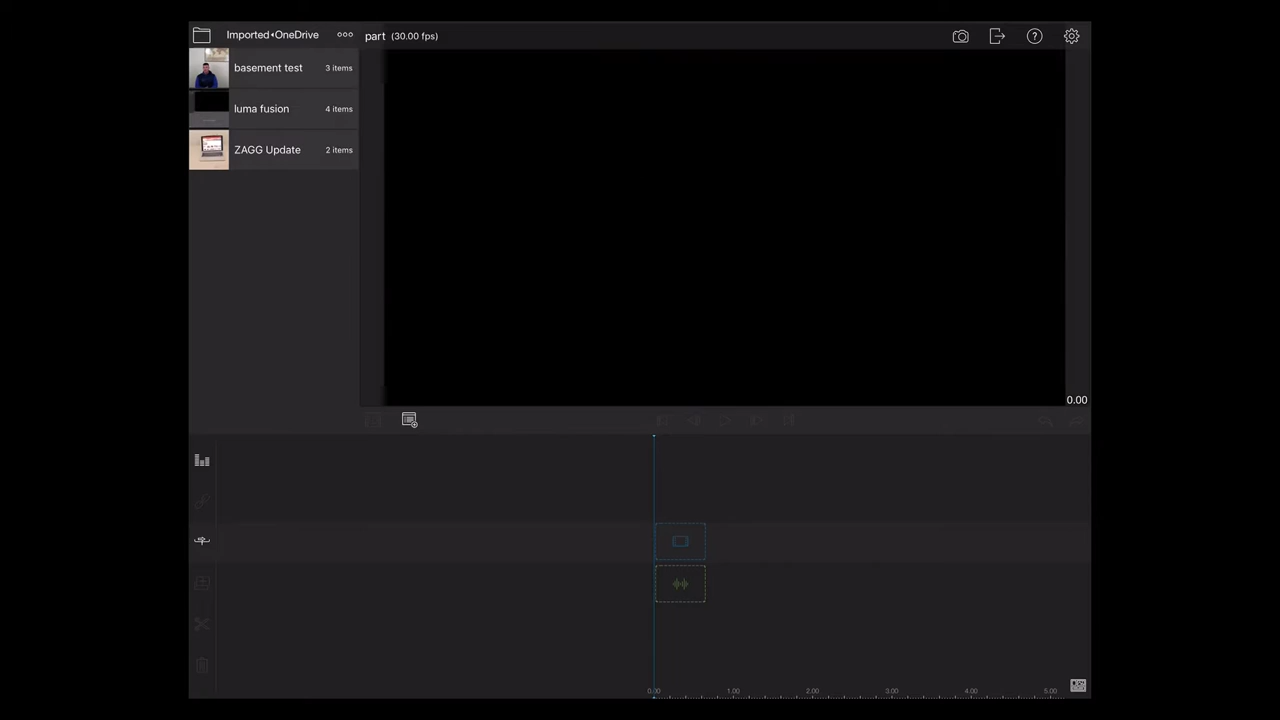 Imported•OneDrive
part (30.00 fps)
basement test 3 items
luma fusion 4 items
ZAGG Update 2 items
0.00
0.00 1.00 2.00 3.00 4.00 5.00